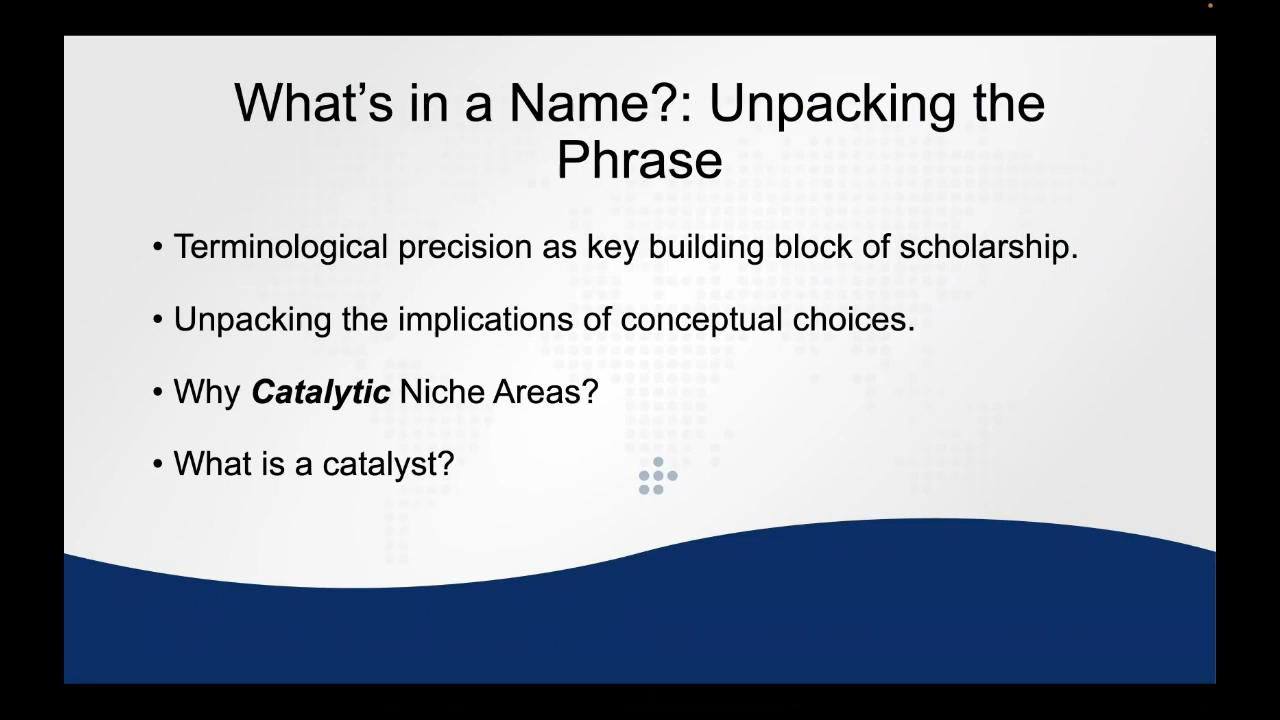 What’s in a Name?: Unpacking the
Phrase
• Terminological precision as key building block of scholarship.
• Unpacking the implications of conceptual choices.
• Why Catalytic Niche Areas?
• What is a catalyst?